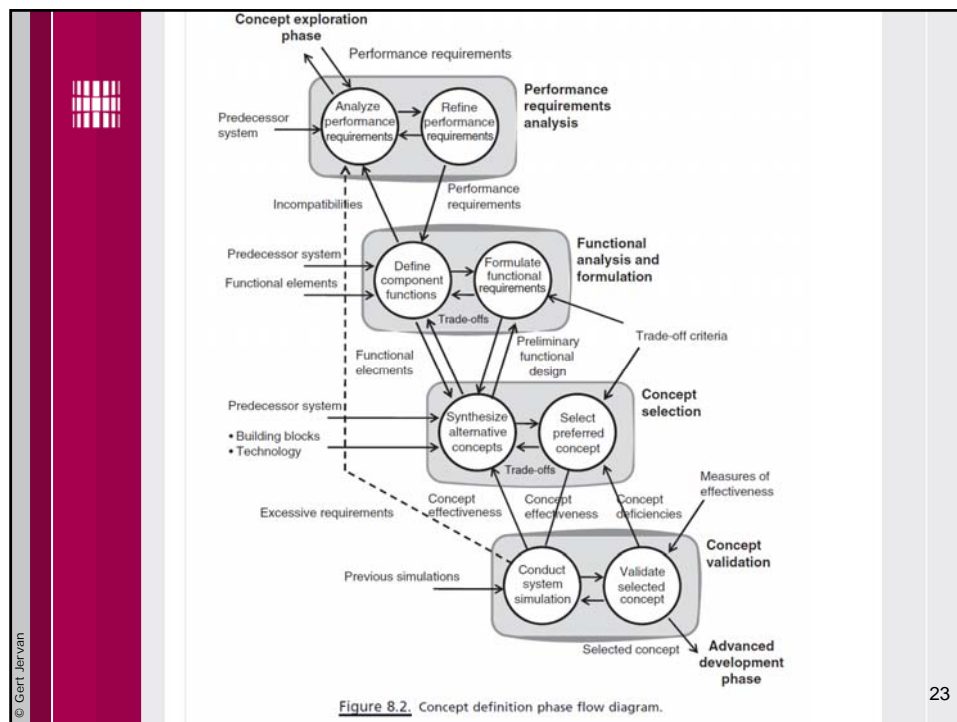 Concept exploration
phase
Performance requirements
Performance
requirements
analysis
Analyze
performance
requirements
Refine
performance
requirements
Predecessor
system
Incompatibilities
Performance
requirements
Functional
analysis and
formulation
Predecessor system
Functional elements
Define
component
functions
Formulate
functional
requirements
Trade-offs
Trade-off criteria
Functional
elecments
Preliminary
functional
design
Concept
selection
Predecessor system
• Building blocks
• Technology
Synthesize
alternative
concepts
Select
preferred
concept
Trade-offs
Measures of
effectiveness
Excessive requirements
Concept
effectiveness
Concept
effectiveness
Concept
deficiencies
Concept
validation
Previous simulations
Conduct
system
simulation
Validate
selected
concept
Selected concept
Advanced
development
phase
Figure 8.2. Concept definition phase flow diagram.
© Gert Jervan
23